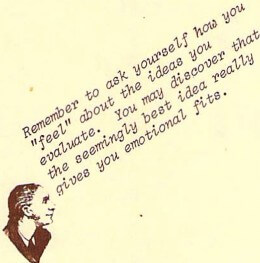 Remember to ask yourself how you
"feel" about the ideas you
evaluate. You may discover that
the seemingly best idea really
gives you emotional fits.